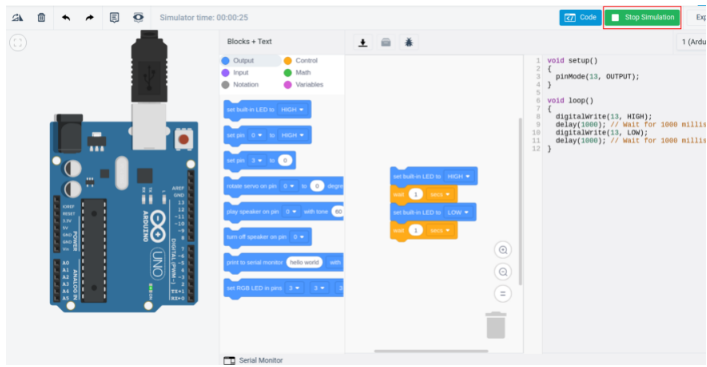 Simulator time: 00:00:25
Code
Stop Simulation
Exp
Blocks + Text
1 (Ardu
Output
Control
Input
Math
Notation
Variables
set built-in LED to HIGH
set pin 0 to HIGH
set pin 3 to 0
rotate servo on pin 0 to 0 degre
play speaker on pin 0 with tone 60
turn off speaker on pin 0
print to serial monitor hello world with
set RGB LED in pins 3 3 3
set built-in LED to HIGH
wait 1 secs
set built-in LED to LOW
wait 1 secs
1 void setup()
2 {
3 pinMode(13, OUTPUT);
4 }
5
6 void loop()
7 {
8 digitalWrite(13, HIGH);
9 delay(1000); // Wait for 1000 millis
10 digitalWrite(13, LOW);
11 delay(1000); // Wait for 1000 millis
12 }
AREF
GND
13
12
~11
~10
~9
8
7
~6
~5
4
~3
2
TX→1
RX←0
DIGITAL (PWM~)
IOREF
RESET
3.3V
5V
GND
GND
Vin
POWER
A0
A1
A2
A3
A4
A5
ANALOG IN
L
TX
RX
ON
ARDUINO
UNO
Serial Monitor